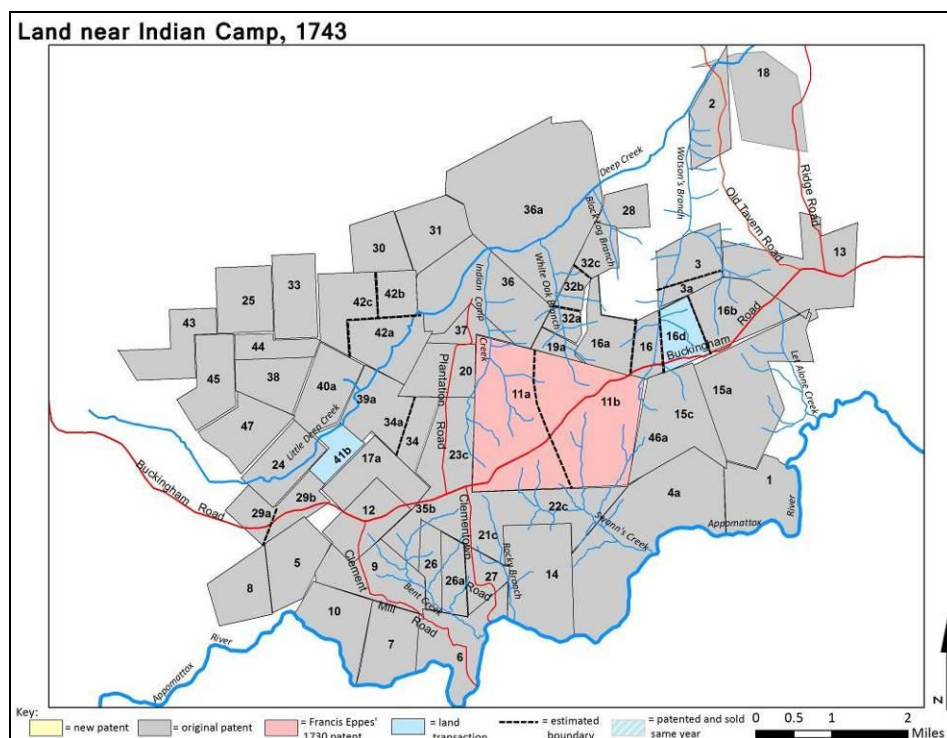 Land near Indian Camp, 1743
18
2
Deep Creek
Watson's Branch
Old Tavern Road
Ridge Road
36a
Black Log Branch
28
31
30
13
3
32c
33
36
White Oak Branch
32b
3a
25
42c
42b
Indian Camp Creek
16b
32a
43
42a
37
19a
16a
16
16d
Buckingham Road
44
Plantation Road
20
Let Alone Creek
45
38
40a
11a
11b
15a
39a
15c
47
34a
34
Little Deep Creek
46a
41b
17a
23c
24
Buckingham Road
1
29b
4a
29a
12
35b
22c
Clementown Road
Swann's Creek
Appomattox River
21c
Rocky Branch
5
9
26
26a
27
14
8
Clement Mill Road
Bent Creek
10
7
6
Appomattox River
N
Key:
= new patent
= original patent
= Francis Eppes'
1730 patent
= land
transaction
= estimated
boundary
= patented and sold
same year
0 0.5 1 2
Miles